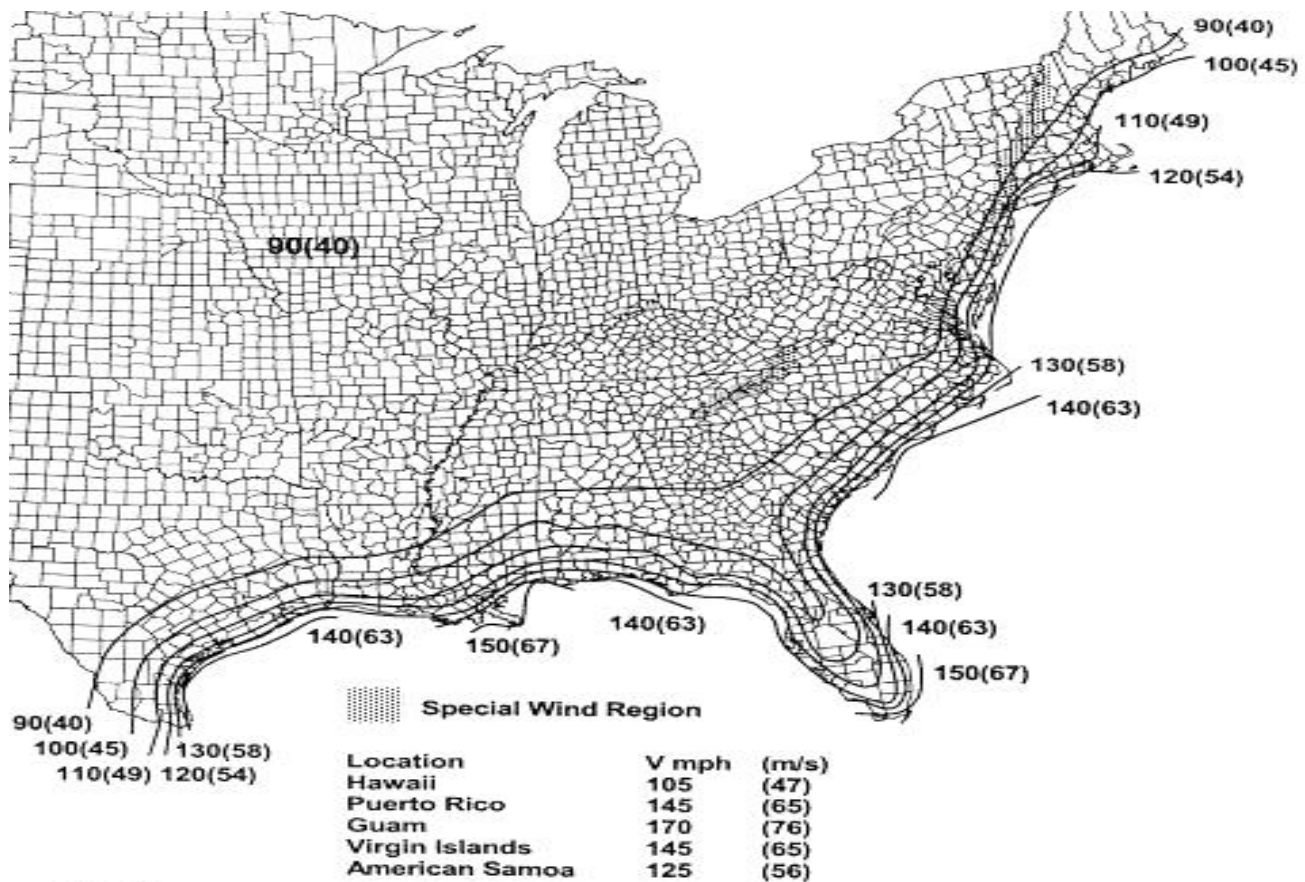 90(40)
100(45)
110(49)
120(54)
90(40)
130(58)
140(63)
130(58)
140(63)
140(63)
140(63)
150(67)
150(67)
90(40)
100(45)
130(58)
110(49) 120(54)
Special Wind Region
Location V mph (m/s)
Hawaii 105 (47)
Puerto Rico 145 (65)
Guam 170 (76)
Virgin Islands 145 (65)
American Samoa 125 (56)